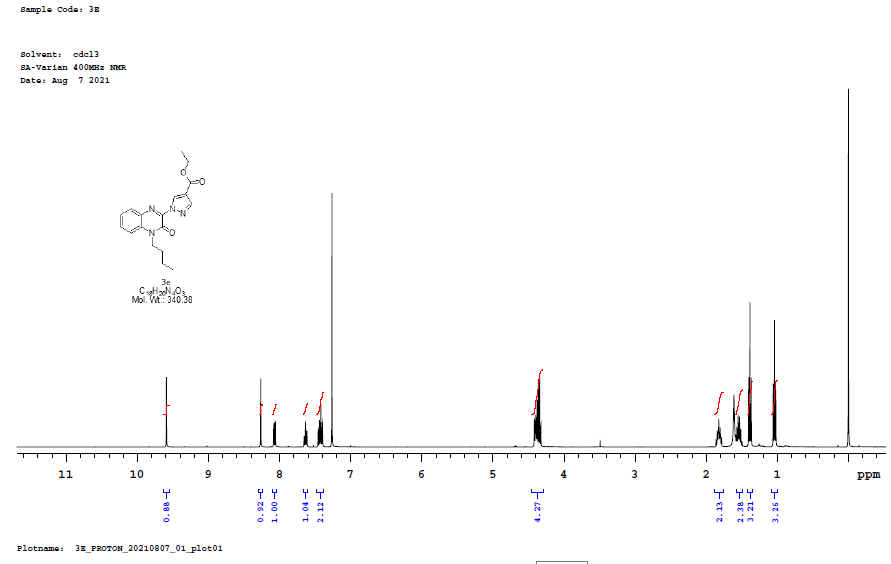 Sample Code: 3E
Solvent: cdcl3
SA-Varian 400MHz NMR
Date: Aug 7 2021
O
O
N
N
N
N
O
3e
C18H20N4O3
Mol. Wt.: 340.38
11 10 9 8 7 6 5 4 3 2 1 ppm
0.88 0.92 1.00 1.04 2.12 4.27 2.13 2.38 3.21 3.26
Plotname: 3E_PROTON_20210807_01_plot01